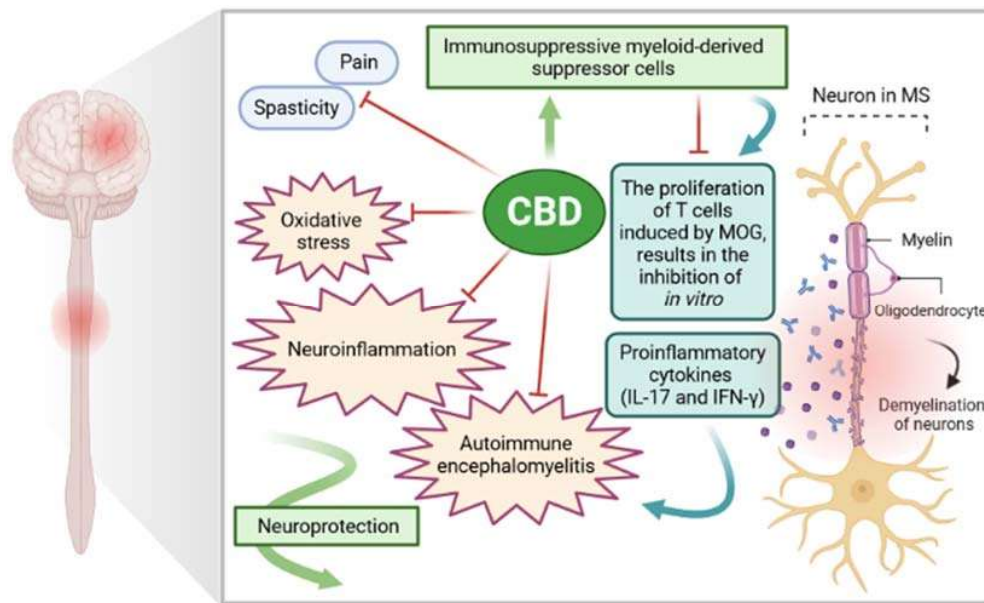 Immunosuppressive myeloid-derived
suppressor cells
Pain
Spasticity
Neuron in MS
CBD
Oxidative
stress
The proliferation
of T cells
induced by MOG,
results in the
inhibition of
in vitro
Myelin
Oligodendrocyte
Neuroinflammation
Proinflammatory
cytokines
(IL-17 and IFN-γ)
Demyelination
of neurons
Autoimmune
encephalomyelitis
Neuroprotection